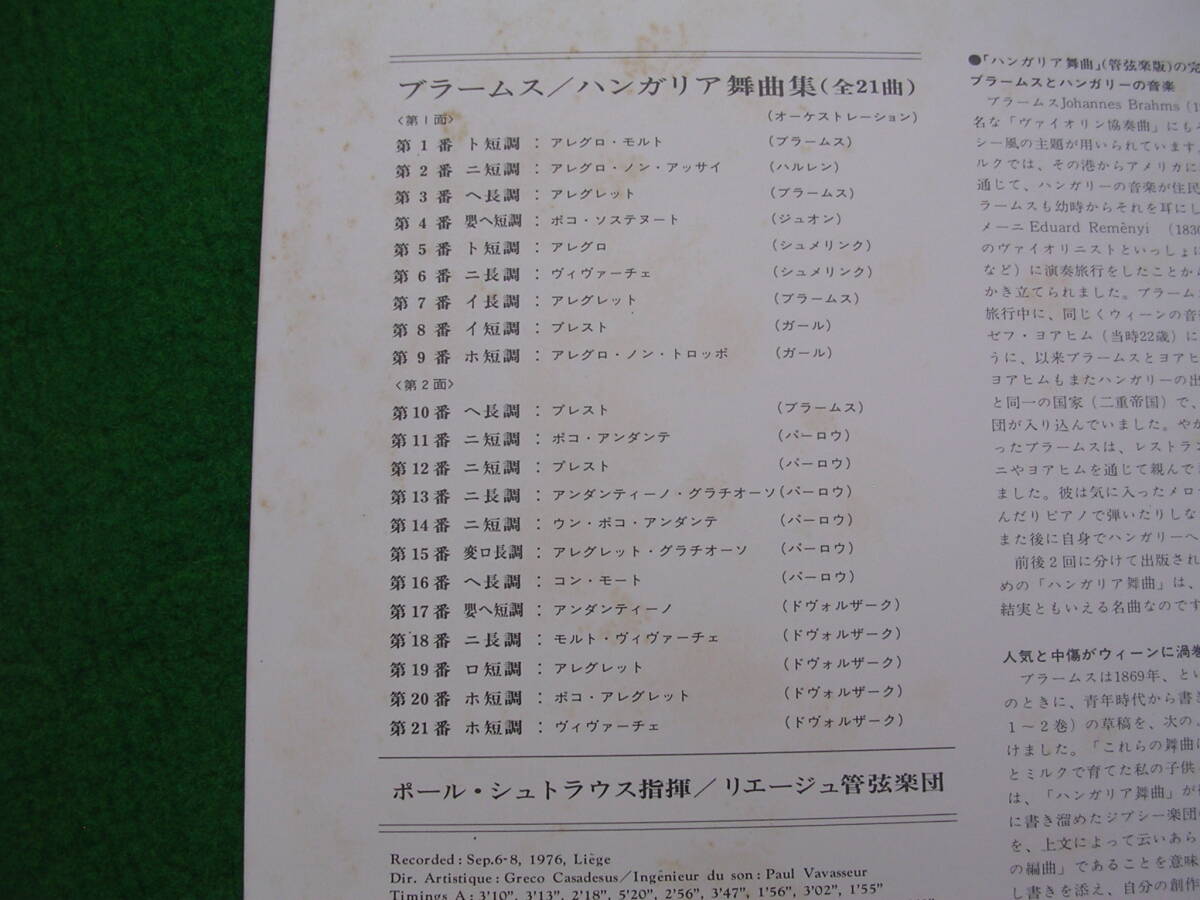 ブラームス／ハンガリア舞曲集(全21曲)
〈第1面〉 (オーケストレーション)
第1番 ト短調：アレグロ・モルト (ブラームス)
第2番 ニ短調：アレグロ・ノン・アッサイ (ハルレン)
第3番 ヘ長調：アレグレット (ブラームス)
第4番 嬰ヘ短調：ポコ・ソステヌート (ジュオン)
第5番 ト短調：アレグロ (シュメリンク)
第6番 ニ長調：ヴィヴァーチェ (シュメリンク)
第7番 イ長調：アレグレット (ブラームス)
第8番 イ短調：プレスト (ガール)
第9番 ホ短調：アレグロ・ノン・トロッポ (ガール)
〈第2面〉
第10番 ヘ長調：プレスト (ブラームス)
第11番 ニ短調：ポコ・アンダンテ (パーロウ)
第12番 ニ短調：プレスト (パーロウ)
第13番 ニ長調：アンダンティーノ・グラチオーソ(パーロウ)
第14番 ニ短調：ウン・ポコ・アンダンテ (パーロウ)
第15番 変ロ長調：アレグレット・グラチオーソ (パーロウ)
第16番 ヘ長調：コン・モート (パーロウ)
第17番 嬰ヘ短調：アンダンティーノ (ドヴォルザーク)
第18番 ニ長調：モルト・ヴィヴァーチェ (ドヴォルザーク)
第19番 ロ短調：アレグレット (ドヴォルザーク)
第20番 ホ短調：ポコ・アレグレット (ドヴォルザーク)
第21番 ホ短調：ヴィヴァーチェ (ドヴォルザーク)
ポール・シュトラウス指揮／リエージュ管弦楽団
Recorded : Sep.6-8, 1976, Liège
Dir. Artistique : Greco Casadesus／Ingénieur du son : Paul Vavasseur
Timings A : 3'10", 3'13", 2'18", 5'20", 2'56", 3'47", 1'56", 3'02", 1'55"
●「ハンガリア舞曲」(管弦楽版)の完
ブラームスとハンガリーの音楽
ブラームスJohannes Brahms (1
名な「ヴァイオリン協奏曲」にも
シー風の主題が用いられています。
ルクでは、その港からアメリカに
通じて、ハンガリーの音楽が住民
ラームスも幼時からそれを耳にし
メーニ Eduard Remēnyi (1830
のヴァイオリニストといっしょに
など）に演奏旅行をしたことから
かき立てられました。ブラーム
旅行中に、同じくウィーンの音
ゼフ・ヨアヒム（当時22歳）に
うに、以来ブラームスとヨアヒ
ヨアヒムもまたハンガリーの出
と同一の国家（二重帝国）で、
団が入り込んでいました。やか
ったブラームスは、レストラン
ニやヨアヒムを通じて親んで
ました。彼は気に入ったメロ
んだりピアノで弾いたりしな
また後に自身でハンガリーへ
前後2回に分けて出版され
めの「ハンガリア舞曲」は、
結実ともいえる名曲なのです
人気と中傷がウィーンに渦巻
ブラームスは1869年、とい
のときに、青年時代から書
1～2巻）の草稿を、次の
けました。「これらの舞曲に
とミルクで育てた私の子供
は、「ハンガリア舞曲」が
に書き溜めたジプシー楽団
を、上文によって云いあら
の編曲」であることを意味
し書きを添え、自分の創作